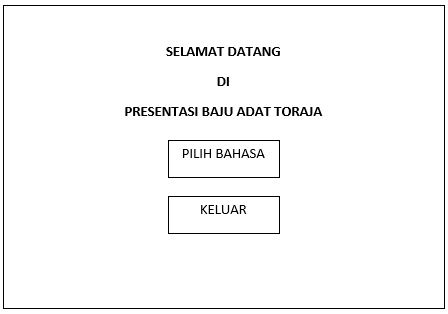 SELAMAT DATANG
DI
PRESENTASI BAJU ADAT TORAJA
PILIH BAHASA
KELUAR